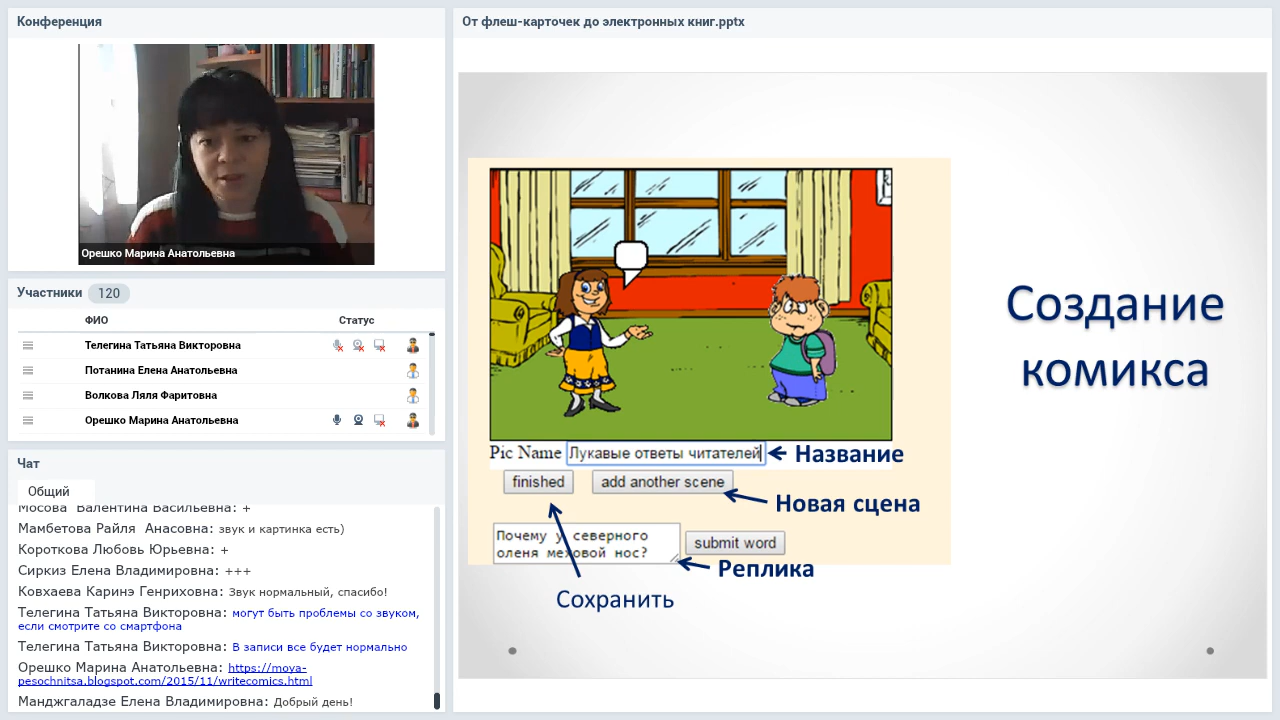 Конференция
Орешко Марина Анатольевна
Участники 120
ФИО Статус
Телегина Татьяна Викторовна
Потанина Елена Анатольевна
Волкова Ляля Фаритовна
Орешко Марина Анатольевна
Чат
Общий
Мосова Валентина Васильевна: +
Мамбетова Райля Анасовна: звук и картинка есть)
Короткова Любовь Юрьевна: +
Сиркиз Елена Владимировна: +++
Ковхаева Каринэ Генриховна: Звук нормальный, спасибо!
Телегина Татьяна Викторовна: могут быть проблемы со звуком,
если смотрите со смартфона
Телегина Татьяна Викторовна: В записи все будет нормально
Орешко Марина Анатольевна: https://moya-
pesochnitsa.blogspot.com/2015/11/writecomics.html
Манджгаладзе Елена Владимировна: Добрый день!
От флеш-карточек до электронных книг.pptx
Pic Name Лукавые ответы читателей Название
finished add another scene
Новая сцена
Почему у северного
оленя меховой нос?
submit word
Реплика
Сохранить
Создание
комикса